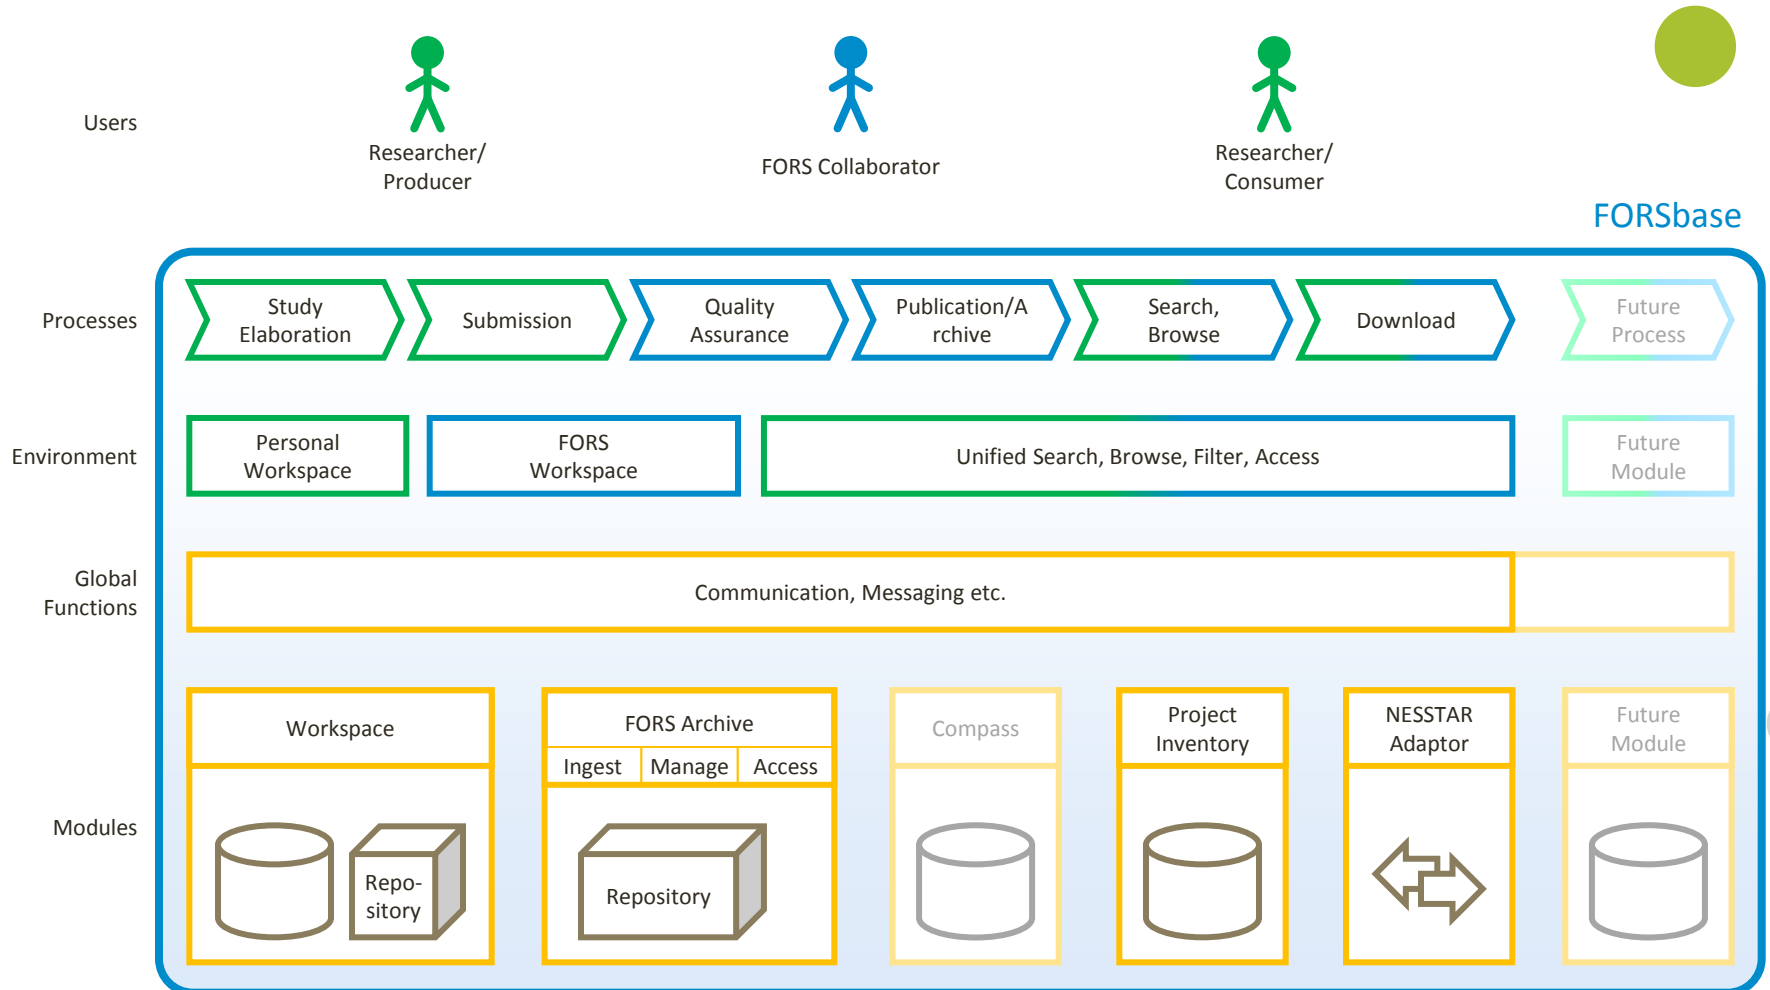 Users
Researcher/
Producer
FORS Collaborator
Researcher/
Consumer
FORSbase
Processes
Study
Elaboration
Submission
Quality
Assurance
Publication/A
rchive
Search,
Browse
Download
Future
Process
Environment
Personal
Workspace
FORS
Workspace
Unified Search, Browse, Filter, Access
Future
Module
Global
Functions
Communication, Messaging etc.
Modules
Workspace
Repo-
sitory
FORS Archive
Ingest Manage Access
Repository
Compass
Project
Inventory
NESSTAR
Adaptor
Future
Module